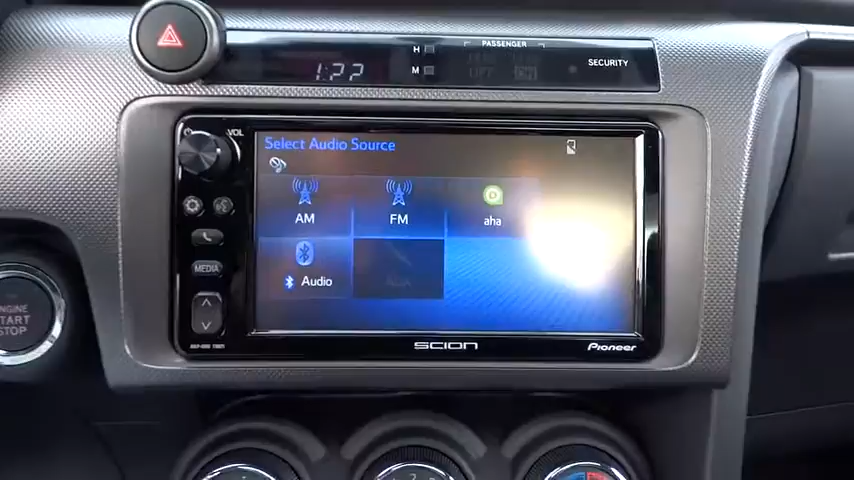 H
PASSENGER
1:22
M
SECURITY
VOL
Select Audio Source
AM
FM
aha
Audio
MEDIA
ENGINE
START
STOP
SCION
Pioneer